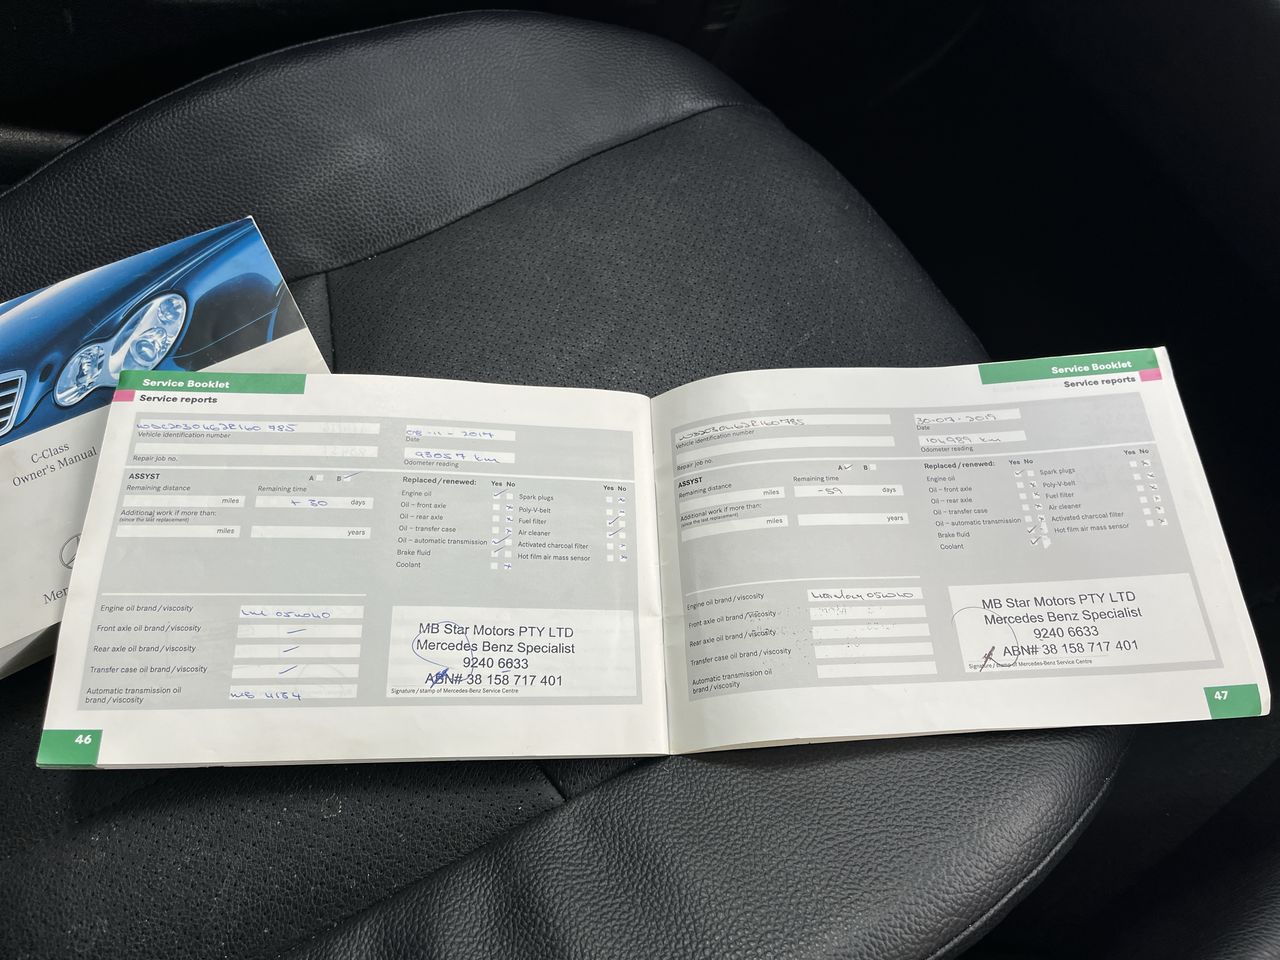 C-Class
Owner's Manual
Service Booklet
Service reports
Vehicle identification number
08-11-2017
Date
Repair job no.
93057 km
Odometer reading
ASSYST
A
B
Remaining distance
miles
Remaining time
+ 30
days
Additional work if more than:
(since the last replacement)
miles
years
Replaced/renewed:
Yes No
Yes No
Engine oil
Spark plugs
Oil – front axle
Poly-V-belt
Oil – rear axle
Fuel filter
Oil – transfer case
Air cleaner
Oil – automatic transmission
Activated charcoal filter
Brake fluid
Hot film air mass sensor
Coolant
Engine oil brand/viscosity
05W40
Front axle oil brand/viscosity
Rear axle oil brand/viscosity
Transfer case oil brand/viscosity
Automatic transmission oil
brand/viscosity
MB STAR Motors PTY LTD
Mercedes Benz Specialist
9240 6633
ABN# 38 158 717 401
Signature/stamp of Mercedes-Benz Service Centre
46
Service Booklet
Service reports
Vehicle identification number
30-07-2019
Date
Repair job no.
104989 km
Odometer reading
ASSYST
A
B
Remaining distance
miles
Remaining time
-59
days
Additional work if more than:
(since the last replacement)
miles
years
Replaced/renewed:
Yes No
Yes No
Engine oil
Spark plugs
Oil – front axle
Poly-V-belt
Oil – rear axle
Fuel filter
Oil – transfer case
Air cleaner
Oil – automatic transmission
Activated charcoal filter
Brake fluid
Hot film air mass sensor
Coolant
Engine oil brand/viscosity
05W40
Front axle oil brand/viscosity
Rear axle oil brand/viscosity
Transfer case oil brand/viscosity
Automatic transmission oil
brand/viscosity
MB Star Motors PTY LTD
Mercedes Benz Specialist
9240 6633
ABN# 38 158 717 401
Signature/stamp of Mercedes-Benz Service Centre
47